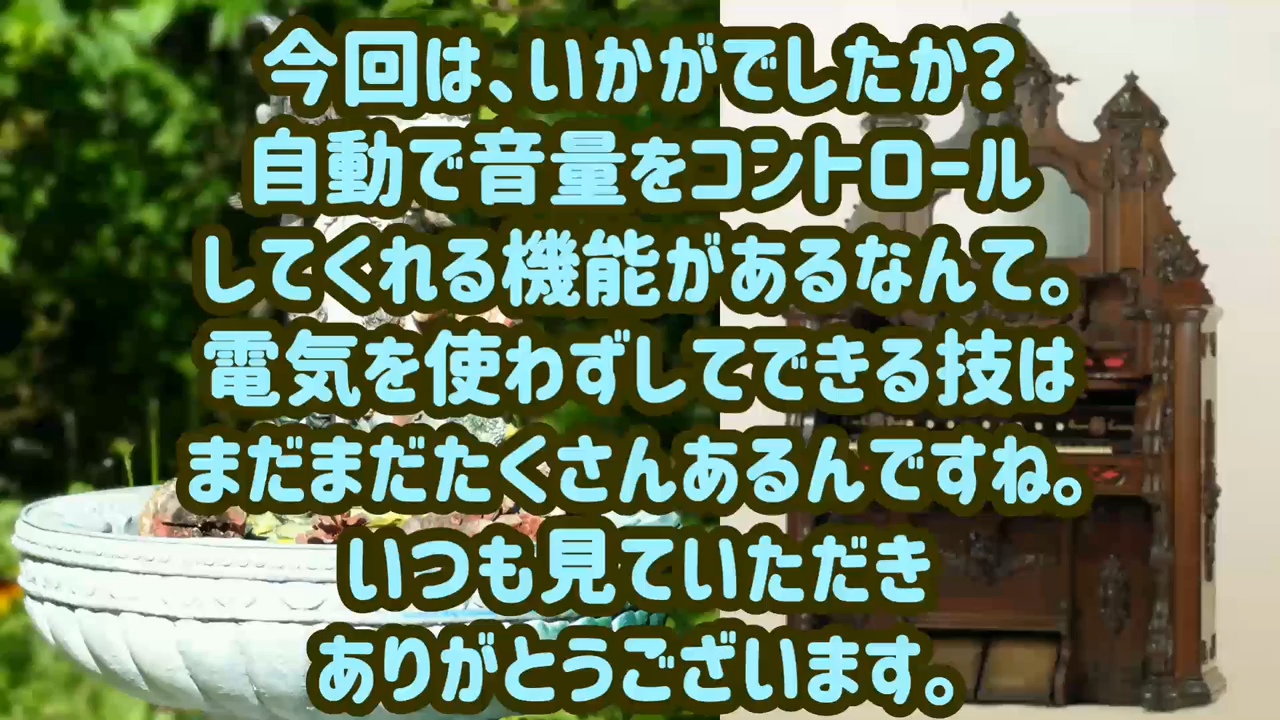 今回は、いかがでしたか?
自動で音量をコントロール
してくれる機能があるなんて。
電気を使わずしてできる技は
まだまだたくさんあるんですね。
いつも見ていただき
ありがとうございます。